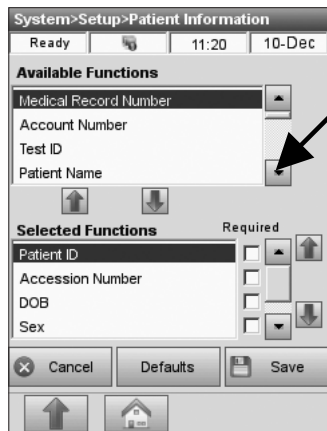 System>Setup>Patient Information
Ready 11:20 10-Dec
Available Functions
Medical Record Number
Account Number
Test ID
Patient Name
Selected Functions Required
Patient ID
Accession Number
DOB
Sex
Cancel Defaults Save